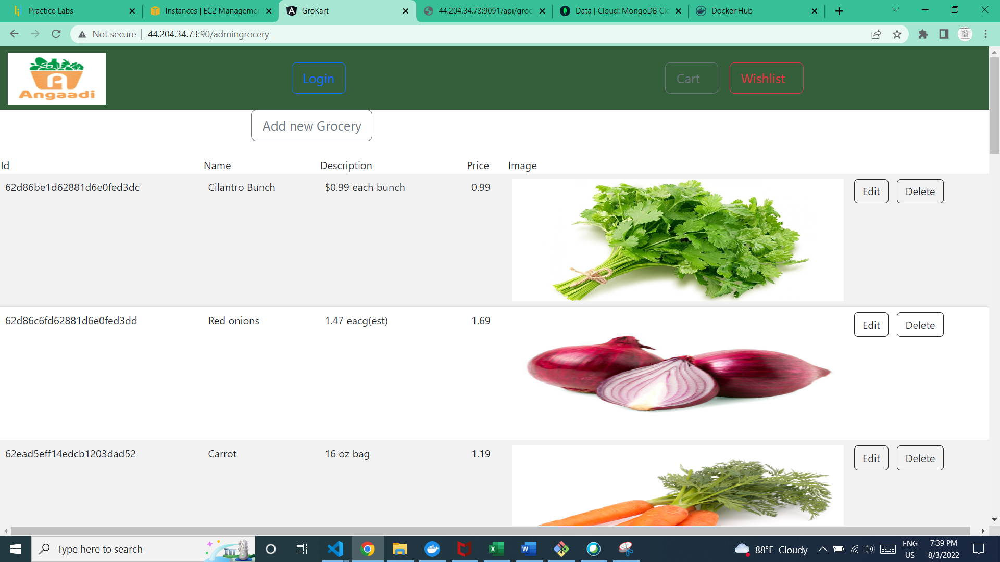 Practice Labs
Instances | EC2 Managemen
GroKart
44.204.34.73:9091/api/groc
Data | Cloud: MongoDB Clo
Docker Hub
Not secure | 44.204.34.73:90/admingrocery
Angaadi
Login
Cart
Wishlist
Add new Grocery
Id Name Description Price Image
62d86be1d62881d6e0fed3dc Cilantro Bunch $0.99 each bunch 0.99 Edit Delete
62d86c6fd62881d6e0fed3dd Red onions 1.47 eacg(est) 1.69 Edit Delete
62ead5eff14edcb1203dad52 Carrot 16 oz bag 1.19 Edit Delete
Type here to search
88°F Cloudy
ENG
US
7:39 PM
8/3/2022